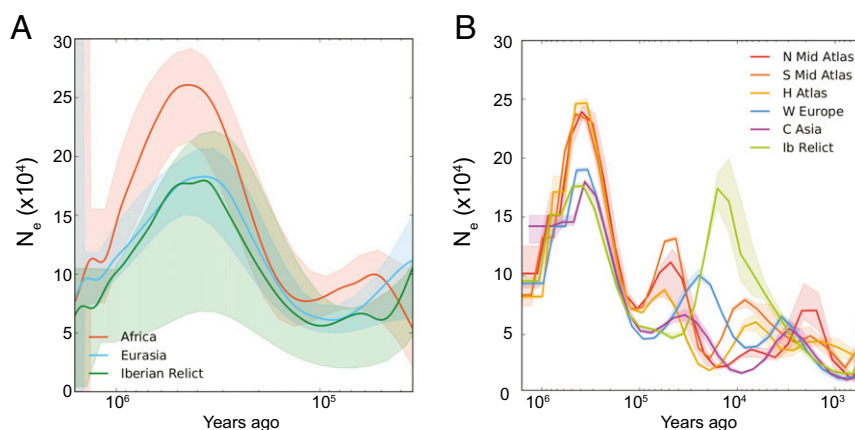 A
30
25
20
15
10
5
0
Ne (x10⁴)
Africa
Eurasia
Iberian Relict
10⁶
10⁵
Years ago
B
30
25
20
15
10
5
0
Ne (x10⁴)
N Mid Atlas
S Mid Atlas
H Atlas
W Europe
C Asia
Ib Relict
10⁶
10⁵
10⁴
10³
Years ago